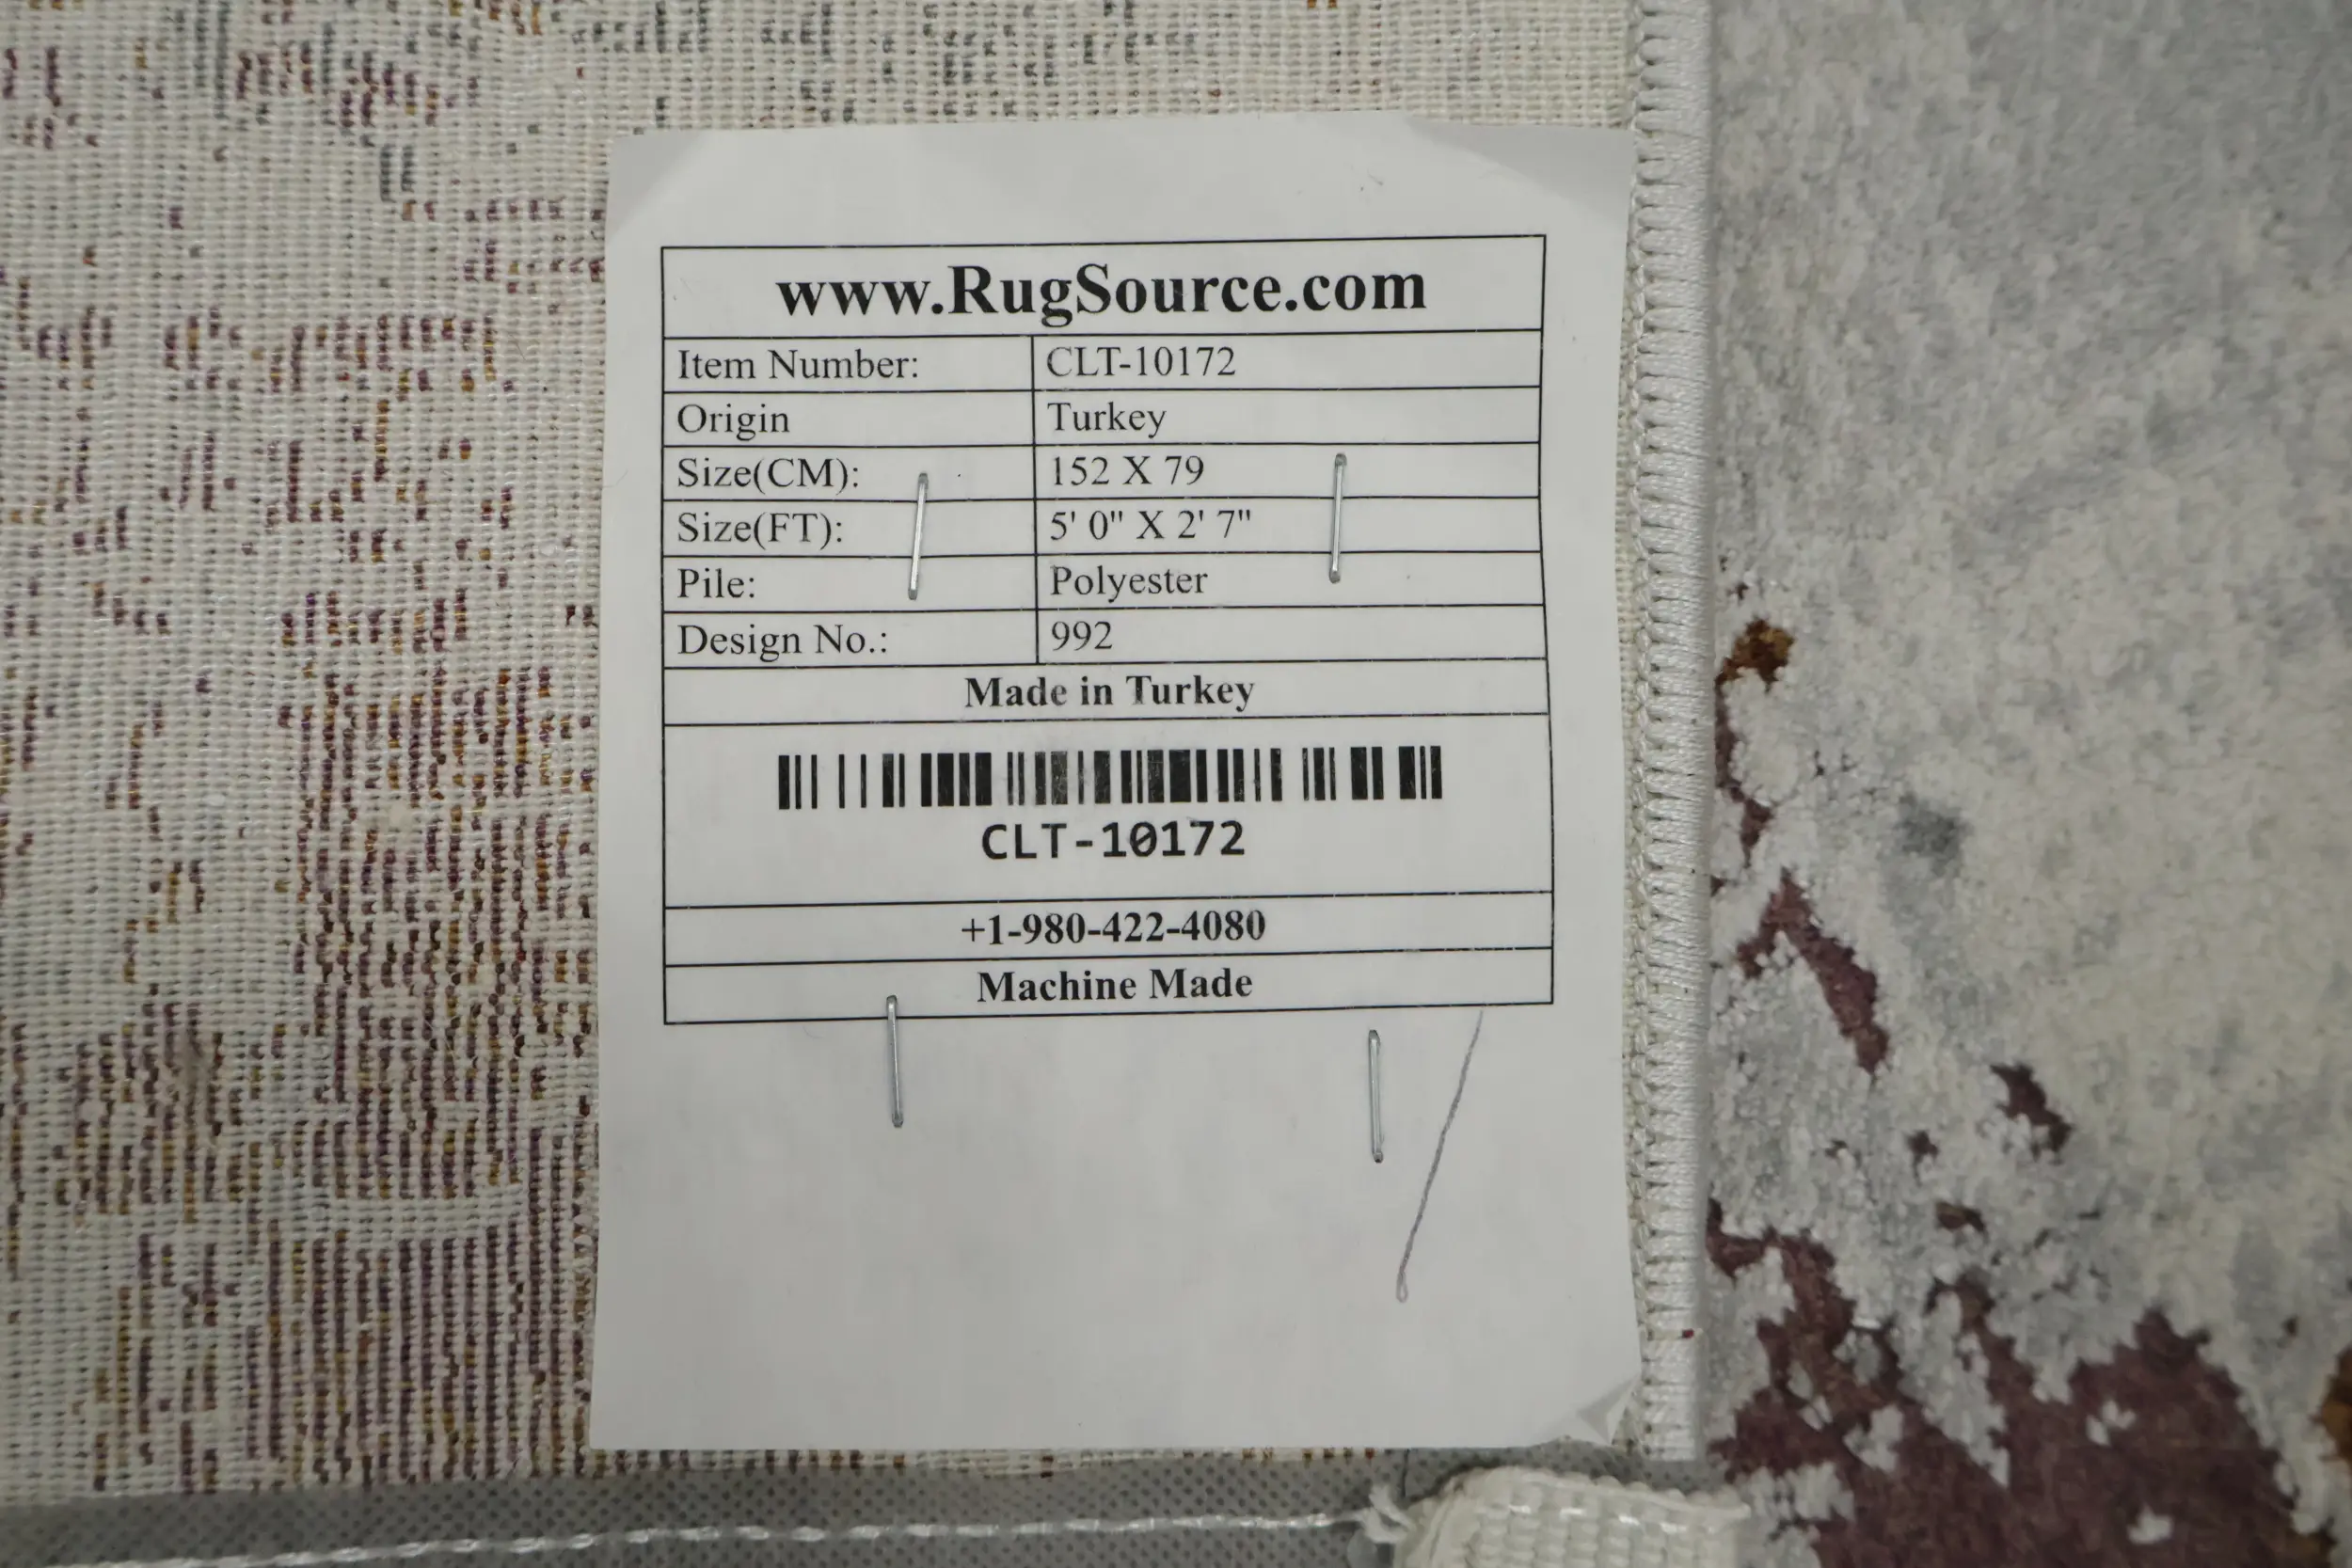 www.RugSource.com
Item Number: CLT-10172
Origin Turkey
Size(CM): 152 X 79
Size(FT): 5' 0" X 2' 7"
Pile: Polyester
Design No.: 992
Made in Turkey
CLT-10172
+1-980-422-4080
Machine Made